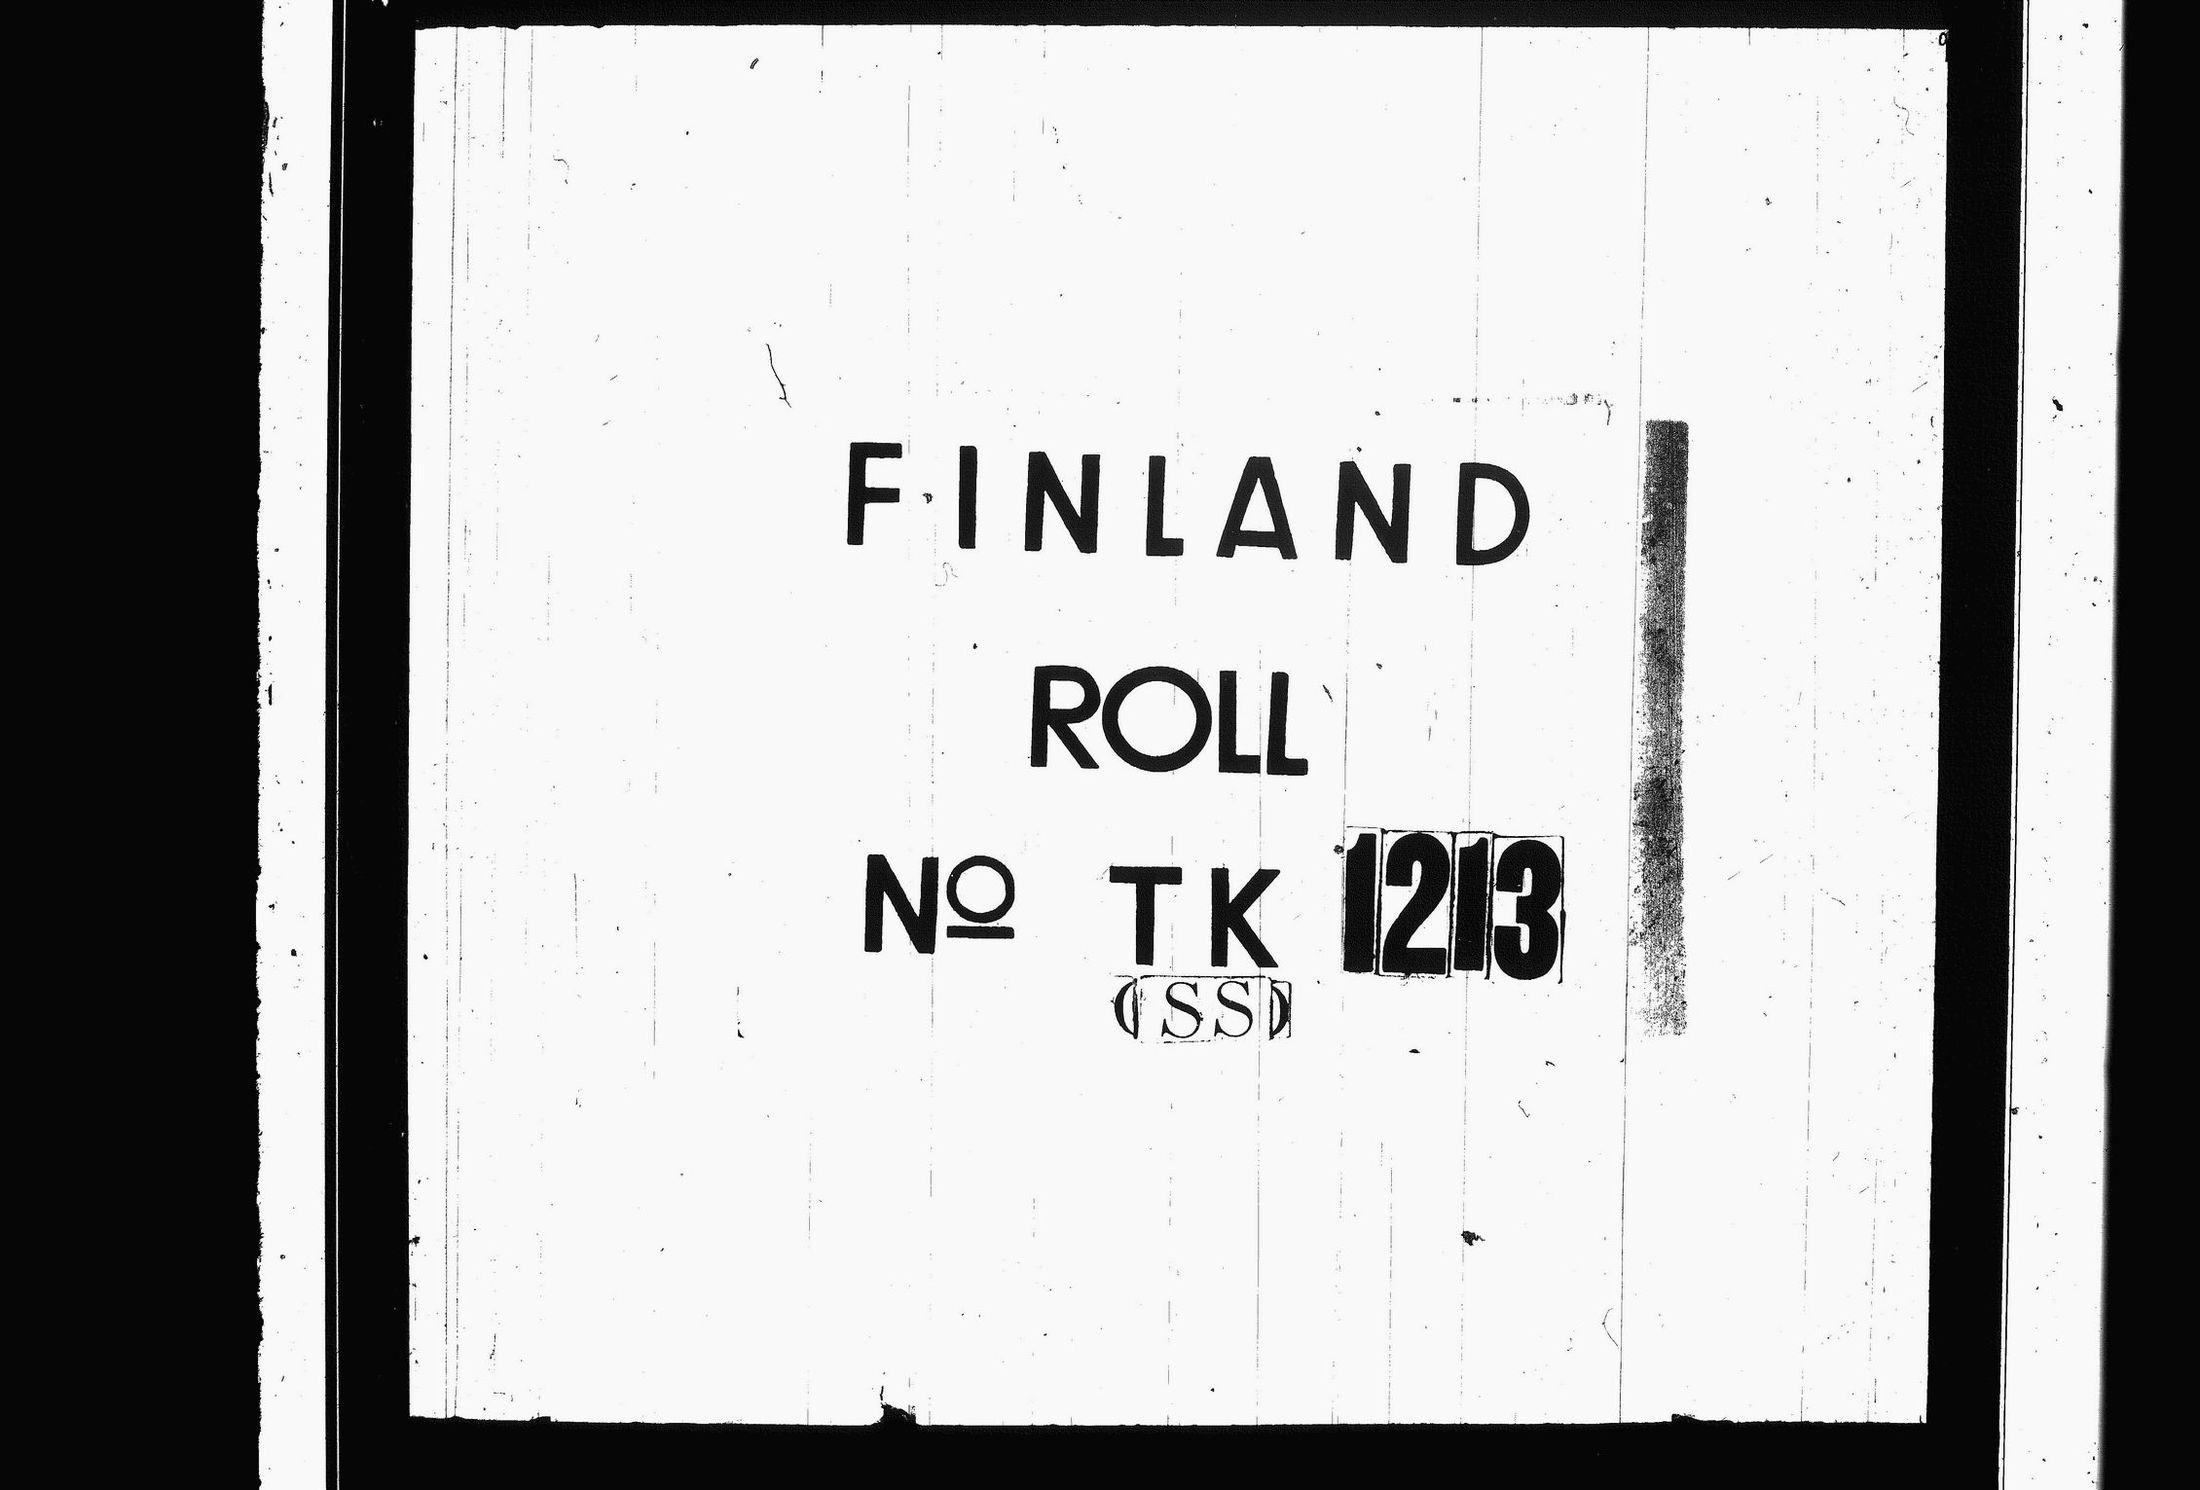 FINLAND
ROLL
Nº TK 1213
(SS)